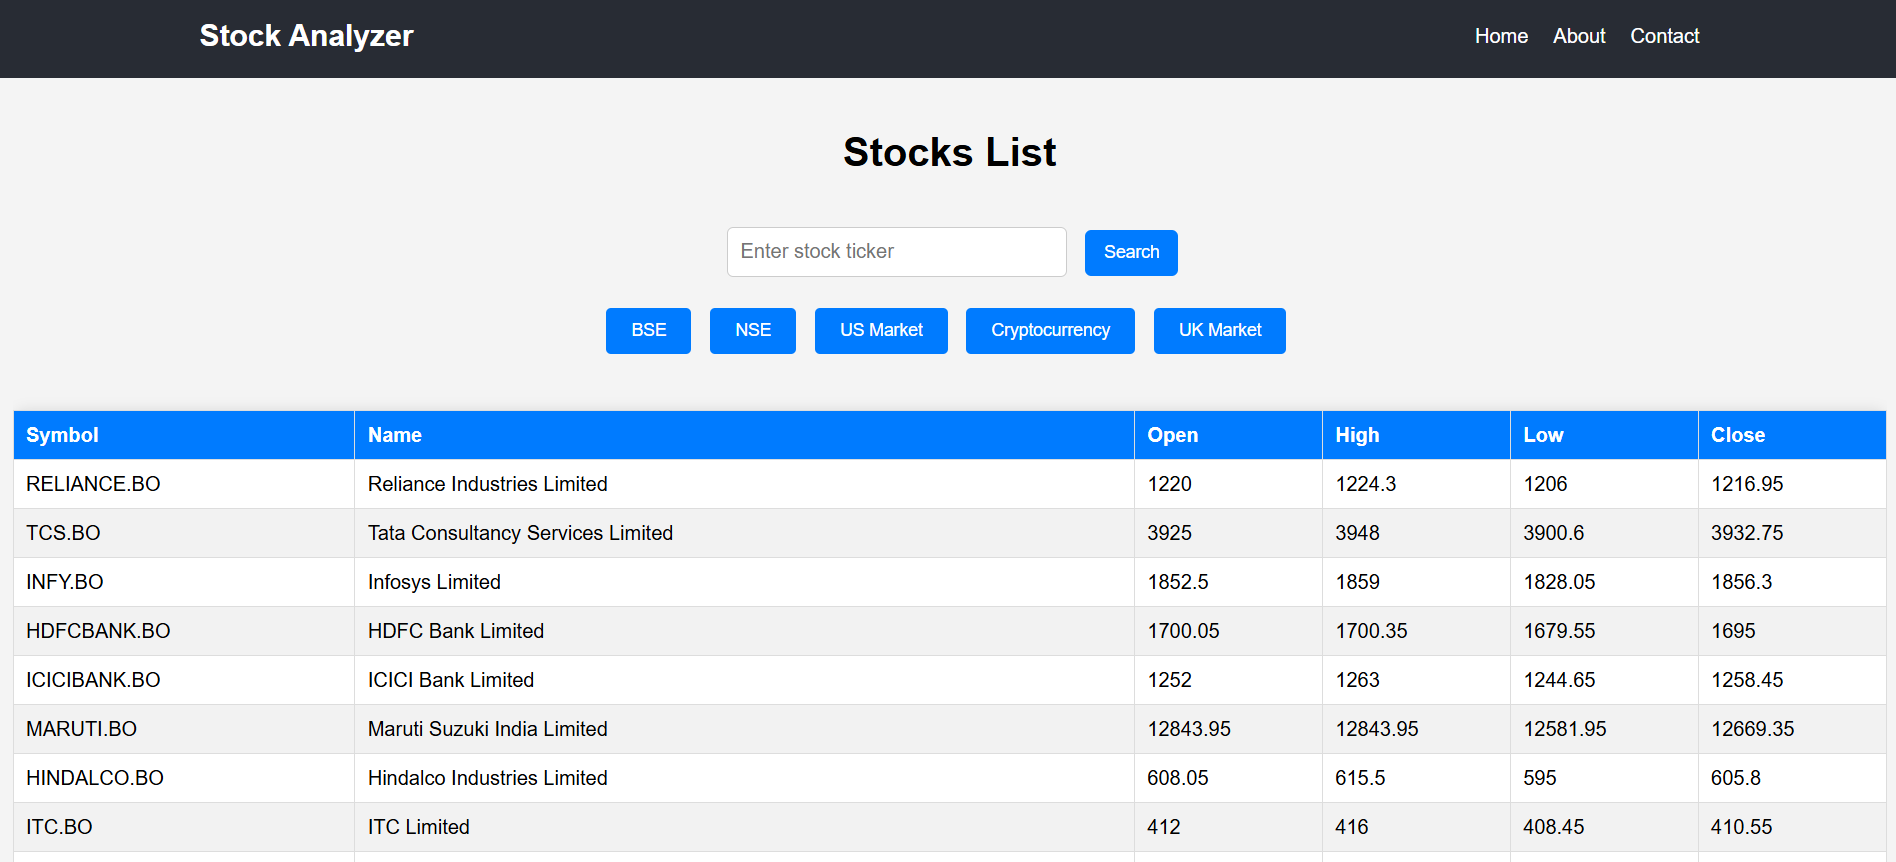 Stock Analyzer Home About Contact
Stocks List
Enter stock ticker Search
BSE NSE US Market Cryptocurrency UK Market
Symbol Name Open High Low Close
RELIANCE.BO Reliance Industries Limited 1220 1224.3 1206 1216.95
TCS.BO Tata Consultancy Services Limited 3925 3948 3900.6 3932.75
INFY.BO Infosys Limited 1852.5 1859 1828.05 1856.3
HDFCBANK.BO HDFC Bank Limited 1700.05 1700.35 1679.55 1695
ICICIBANK.BO ICICI Bank Limited 1252 1263 1244.65 1258.45
MARUTI.BO Maruti Suzuki India Limited 12843.95 12843.95 12581.95 12669.35
HINDALCO.BO Hindalco Industries Limited 608.05 615.5 595 605.8
ITC.BO ITC Limited 412 416 408.45 410.55